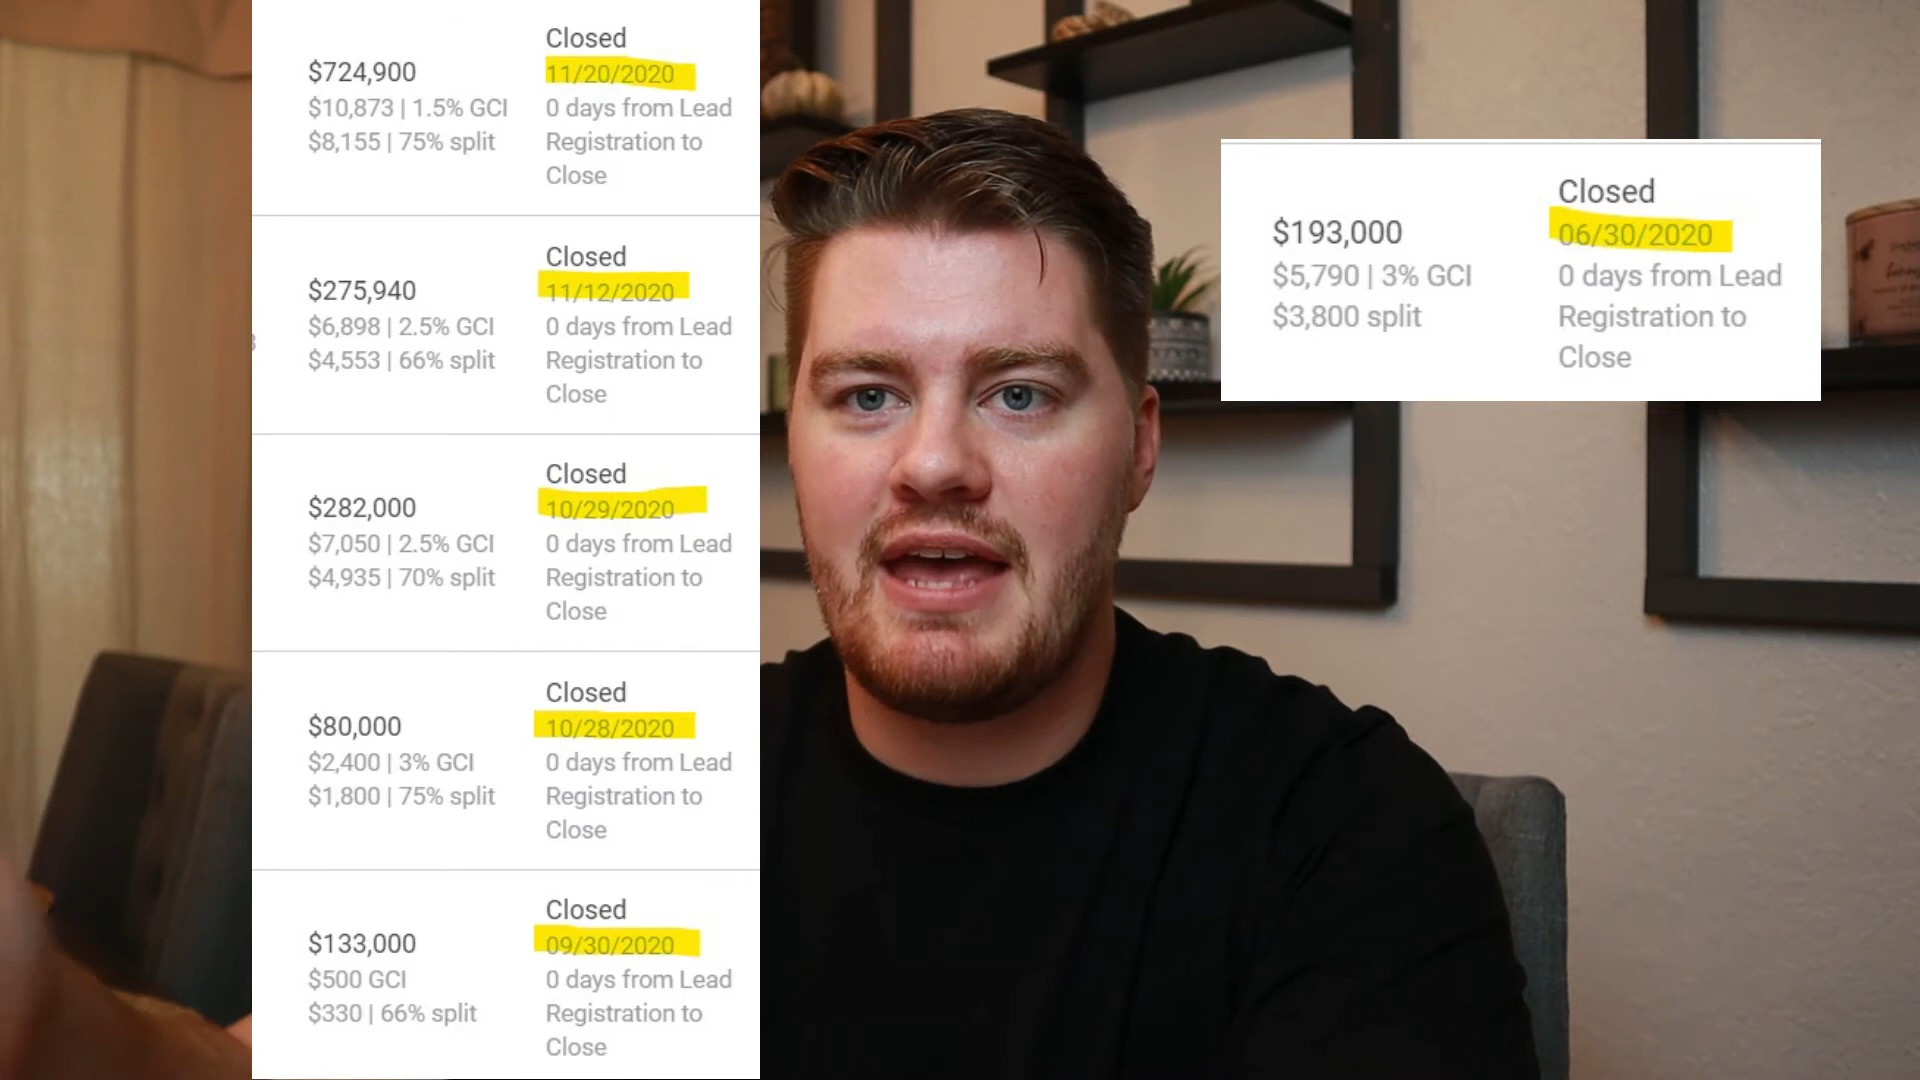 $724,900
$10,873 | 1.5% GCI
$8,155 | 75% split
Closed
11/20/2020
0 days from Lead
Registration to
Close
$275,940
$6,898 | 2.5% GCI
$4,553 | 66% split
Closed
11/12/2020
0 days from Lead
Registration to
Close
$282,000
$7,050 | 2.5% GCI
$4,935 | 70% split
Closed
10/29/2020
0 days from Lead
Registration to
Close
$80,000
$2,400 | 3% GCI
$1,800 | 75% split
Closed
10/28/2020
0 days from Lead
Registration to
Close
$133,000
$500 GCI
$330 | 66% split
Closed
09/30/2020
0 days from Lead
Registration to
Close
$193,000
$5,790 | 3% GCI
$3,800 split
Closed
06/30/2020
0 days from Lead
Registration to
Close